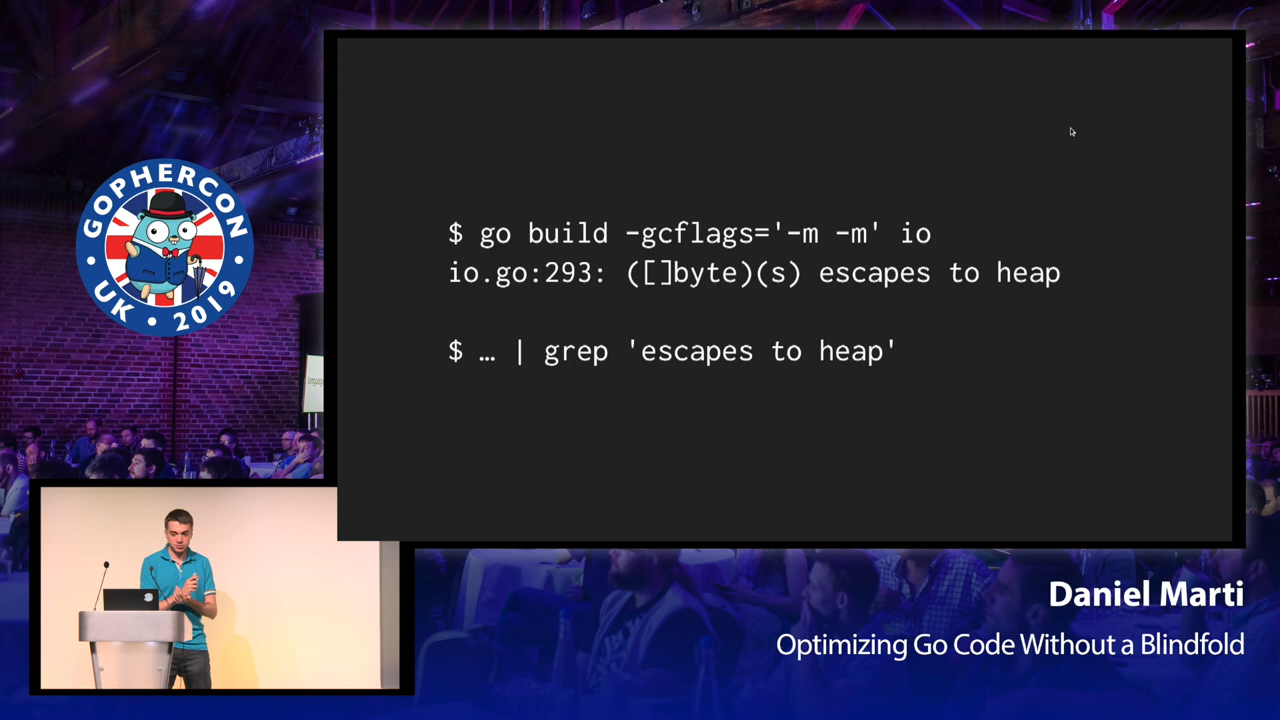 GOPHERCON
UK • 2019
$ go build -gcflags='-m -m' io
io.go:293: ([]byte)(s) escapes to heap
$ … | grep 'escapes to heap'
Daniel Marti
Optimizing Go Code Without a Blindfold